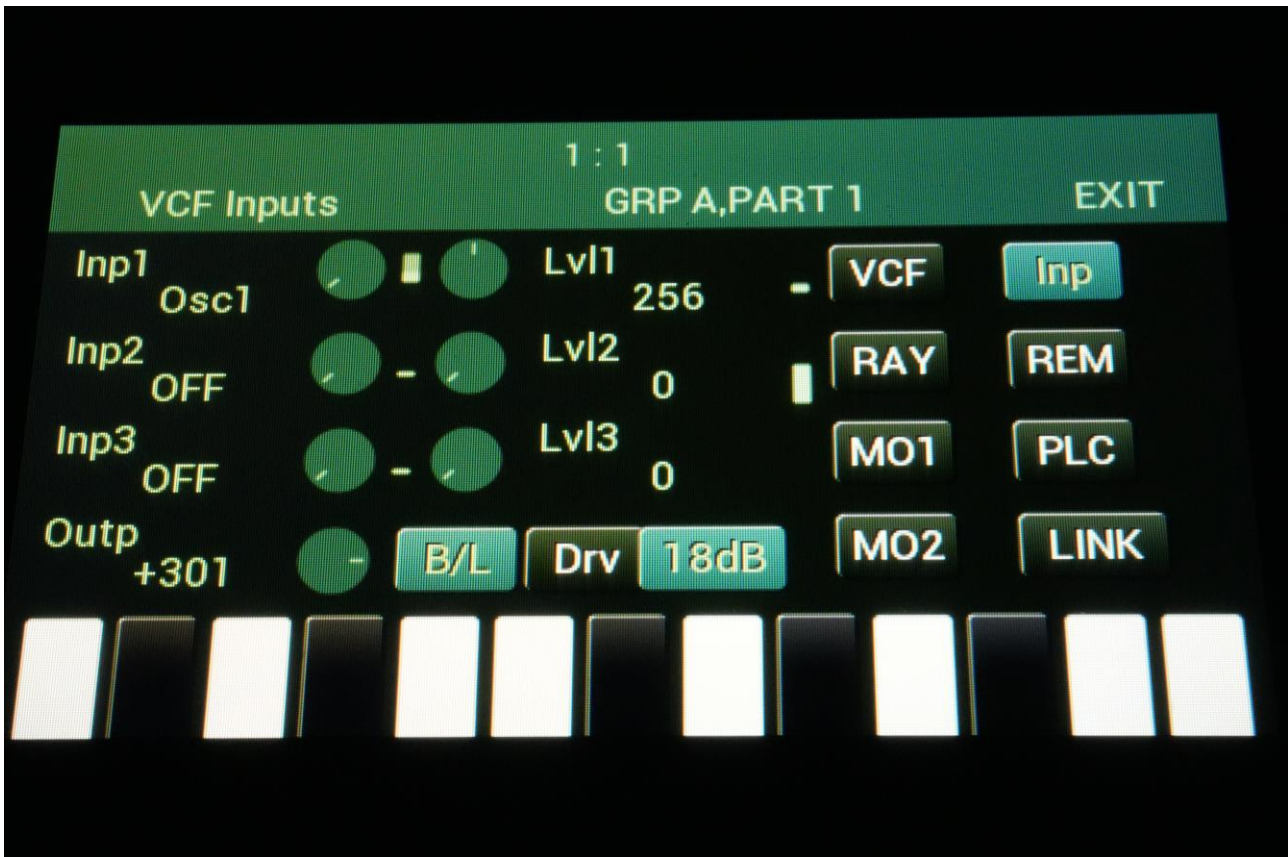 1 : 1
VCF Inputs GRP A,PART 1 EXIT
Inp1 Lvl1 VCF Inp
Osc1 256
Inp2 Lvl2 RAY REM
OFF 0
Inp3 Lvl3 MO1 PLC
OFF 0
Outp B/L Drv 18dB MO2 LINK
+301